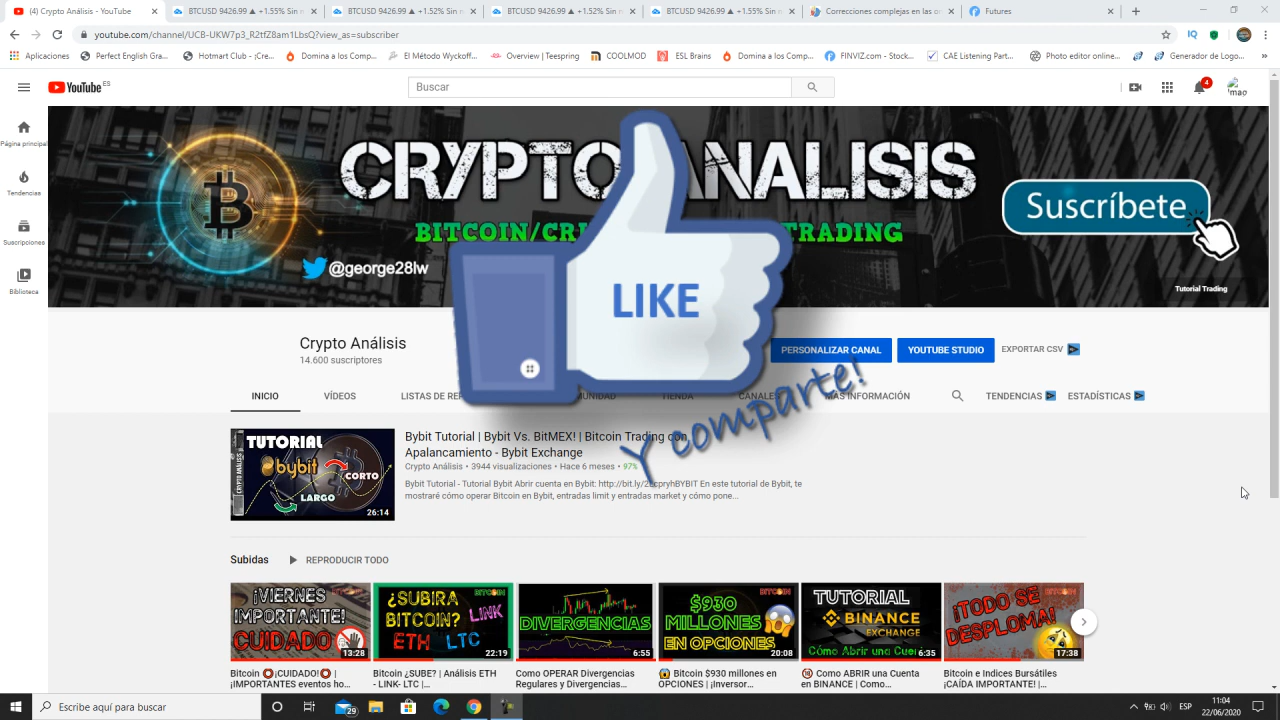 (4) Crypto Análisis - YouTube
BTCUSD 9426.99 ▲ +1.55% Sin n
BTCUSD 9426.99 ▲ +1.52% Sin n
BTCUSD 9426.99 ▲ +1.52% Sin n
BTCUSD 9426.99 ▲ +1.55% Sin n
Correcciones complejas en las o
Futures
youtube.com/channel/UCB-UKW7p3_R2tfZ8am1LbsQ?view_as=subscriber
Aplicaciones
Perfect English Gra...
Hotmart Club - ¡Cre...
Domina a los Comp...
El Método Wyckoff...
Overview | Teespring
COOLMOD
ESL Brains
Domina a los Comp...
FINVIZ.com - Stock...
CAE Listening Part...
Photo editor online...
Generador de Logo...
YouTube ES
Buscar
4
Página principal
Tendencias
Suscripciones
Biblioteca
CRYPTO ANALISIS
BITCOIN/CRI TRADING
@george28lw
Suscríbete
Tutorial Trading
LIKE
Y comparte!
Crypto Análisis
14.600 suscriptores
PERSONALIZAR CANAL
YOUTUBE STUDIO
EXPORTAR CSV
INICIO
VÍDEOS
LISTAS DE REP
MUNIDAD
TIENDA
CANALES
MÁS INFORMACIÓN
TENDENCIAS
ESTADÍSTICAS
CRYPTO ANÁLISIS
TUTORIAL
bybit
CORTO
LARGO
26:14
Bybit Tutorial | Bybit Vs. BitMEX! | Bitcoin Trading con
Apalancamiento - Bybit Exchange
Crypto Análisis • 3944 visualizaciones • Hace 6 meses • 97%
Bybit Tutorial - Tutorial Bybit Abrir cuenta en Bybit: http://bit.ly/2

pryhBYBIT En este tutorial de Bybit, te
mostraré cómo operar Bitcoin en Bybit, entradas limit y entradas market y cómo pone...
Subidas
REPRODUCIR TODO
¡VIERNES
IMPORTANTE!
CUIDADO
13:28
Bitcoin ¡CUIDADO! |
¡IMPORTANTES eventos ho...
BITCOIN
¿SUBIRA
BITCOIN?
LINK
ETH LTC
22:19
Bitcoin ¿SUBE? | Análisis ETH
- LINK- LTC |...
DIVERGENCIAS
6:55
Como OPERAR Divergencias
Regulares y Divergencias...
BITCOIN
$930
MILLONES
EN OPCIONES
20:08
Bitcoin $930 millones en
OPCIONES | ¡Inversor...
TUTORIAL
BINANCE
EXCHANGE
Cómo Abrir una Cuen
6:35
Como ABRIR una Cuenta
en BINANCE | Como...
BITCOIN
¡TODO SE
DESPLOMA!
17:38
Bitcoin e Indices Bursátiles
¡CAÍDA IMPORTANTE! |...
Escribe aquí para buscar
29
ESP
11:04
22/06/2020